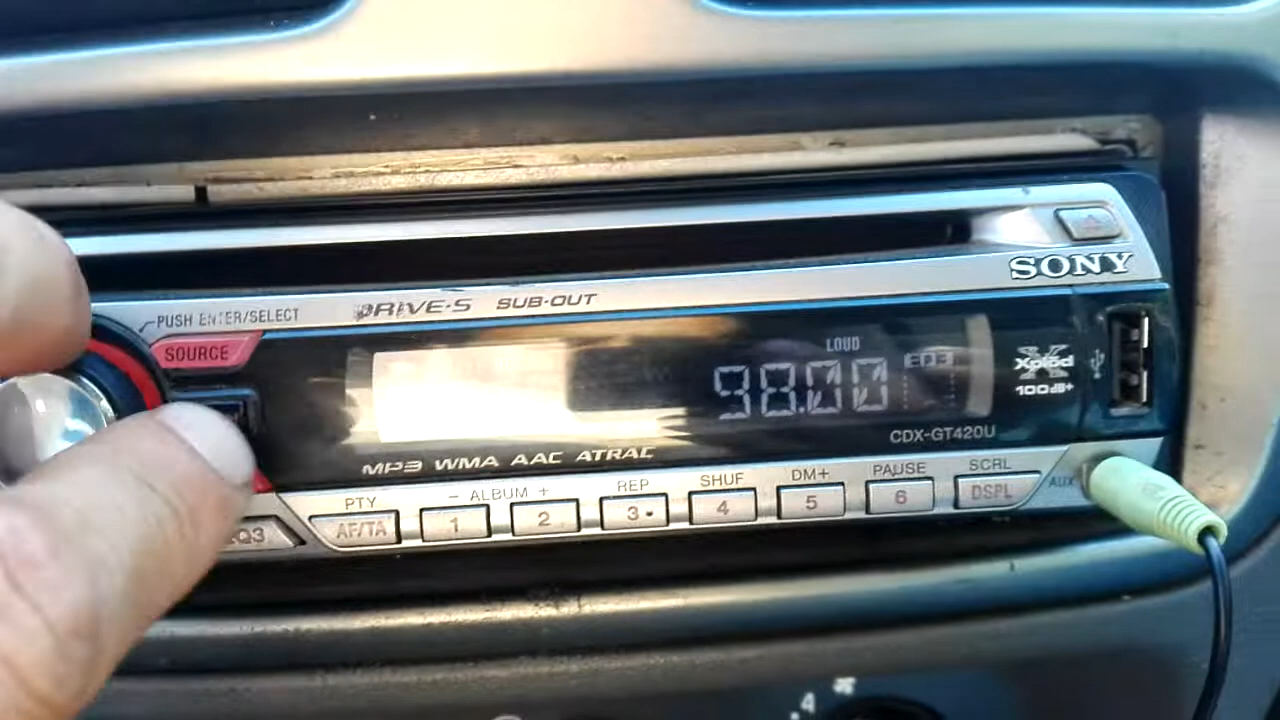 SONY
PUSH ENTER/SELECT
DRIVE-S SUB-OUT
SOURCE
LOUD
98.00
EQ3
Xplod
100dB+
CDX-GT420U
MP3 WMA AAC ATRAC
PTY
- ALBUM +
REP
SHUF
DM+
PAUSE
SCRL
AF/TA
1
2
3
4
5
6
DSPL
AUX
4